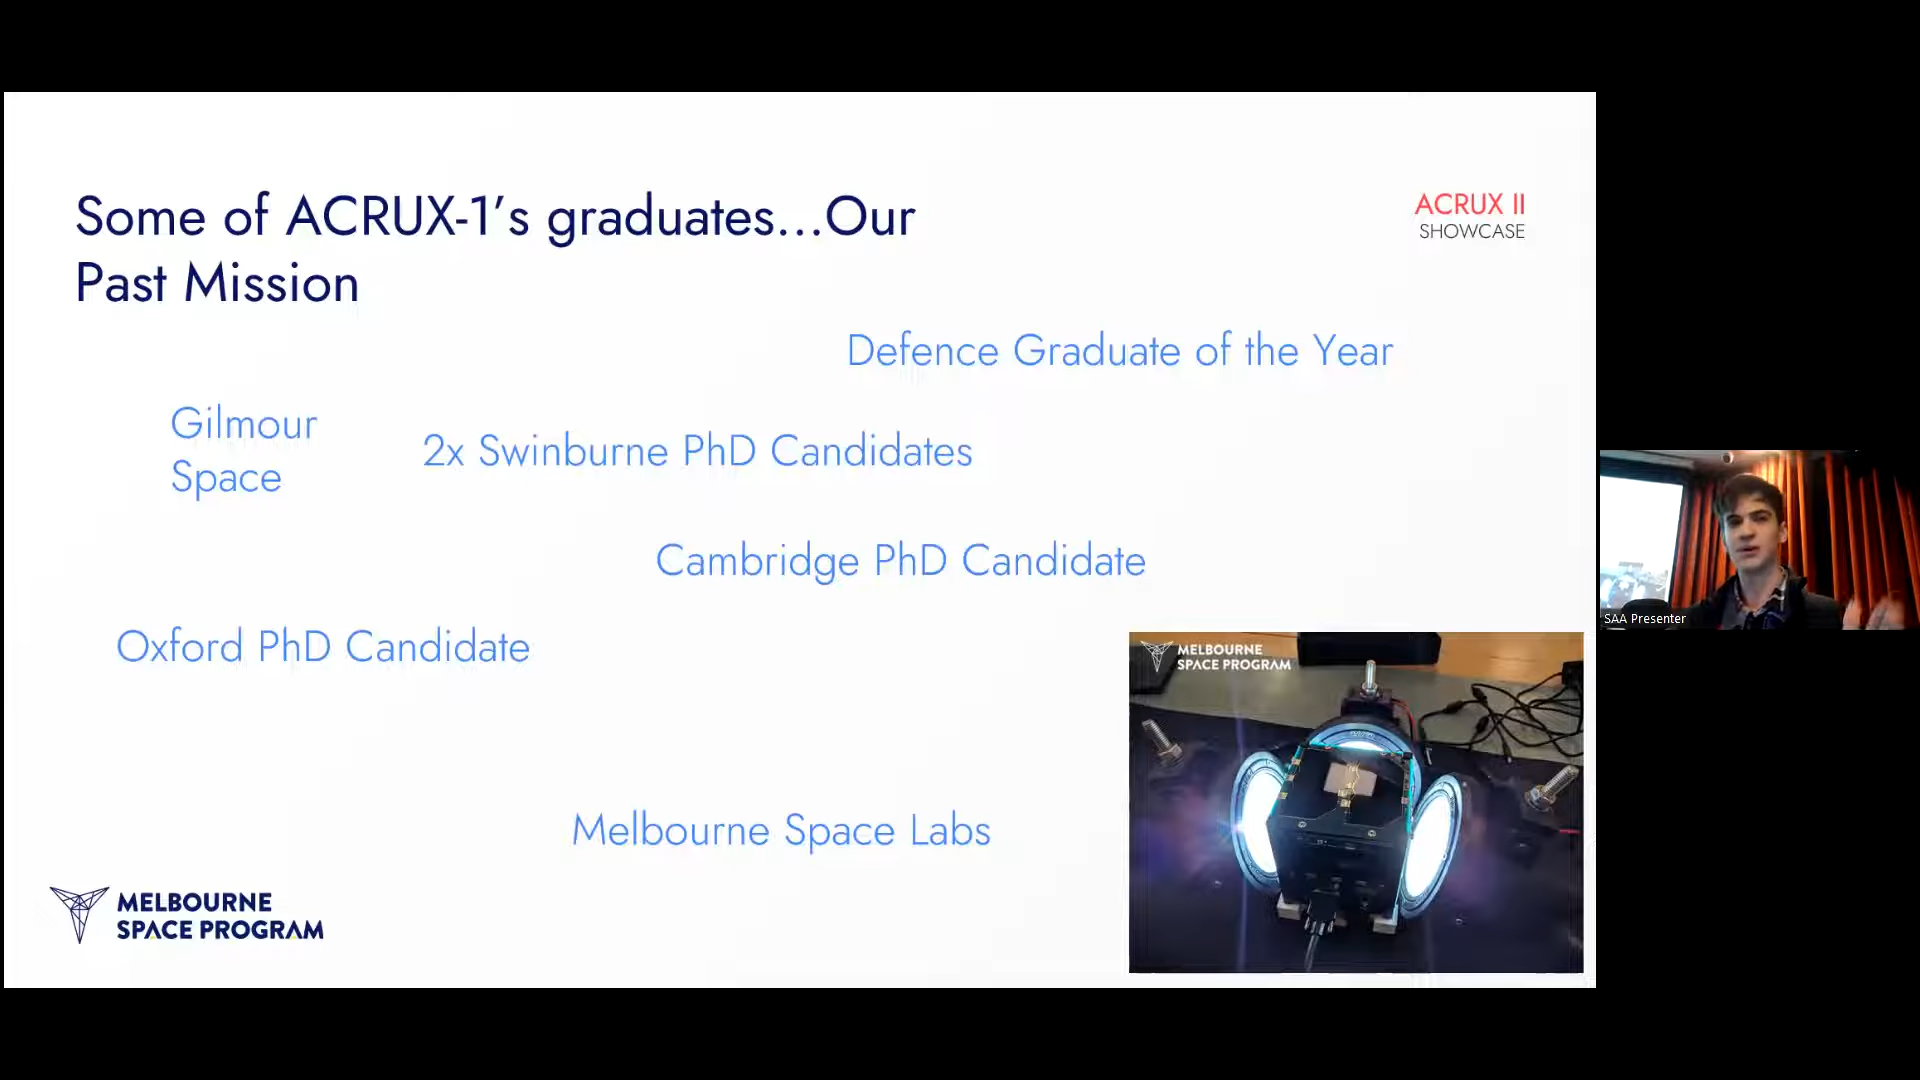 Some of ACRUX-1's graduates...Our
Past Mission
ACRUX II
SHOWCASE
Defence Graduate of the Year
Gilmour
Space
2x Swinburne PhD Candidates
Cambridge PhD Candidate
Oxford PhD Candidate
Melbourne Space Labs
MELBOURNE
SPACE PROGRAM
MELBOURNE
SPACE PROGRAM
SAA Presenter